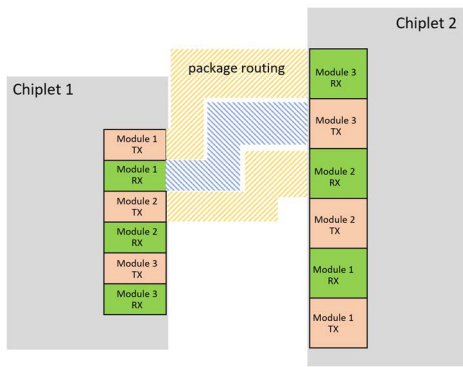 Chiplet 2
package routing
Module 3
RX
Chiplet 1
Module 3
TX
Module 1
TX
Module 1
RX
Module 2
RX
Module 2
TX
Module 2
TX
Module 2
RX
Module 3
TX
Module 1
RX
Module 3
RX
Module 1
TX